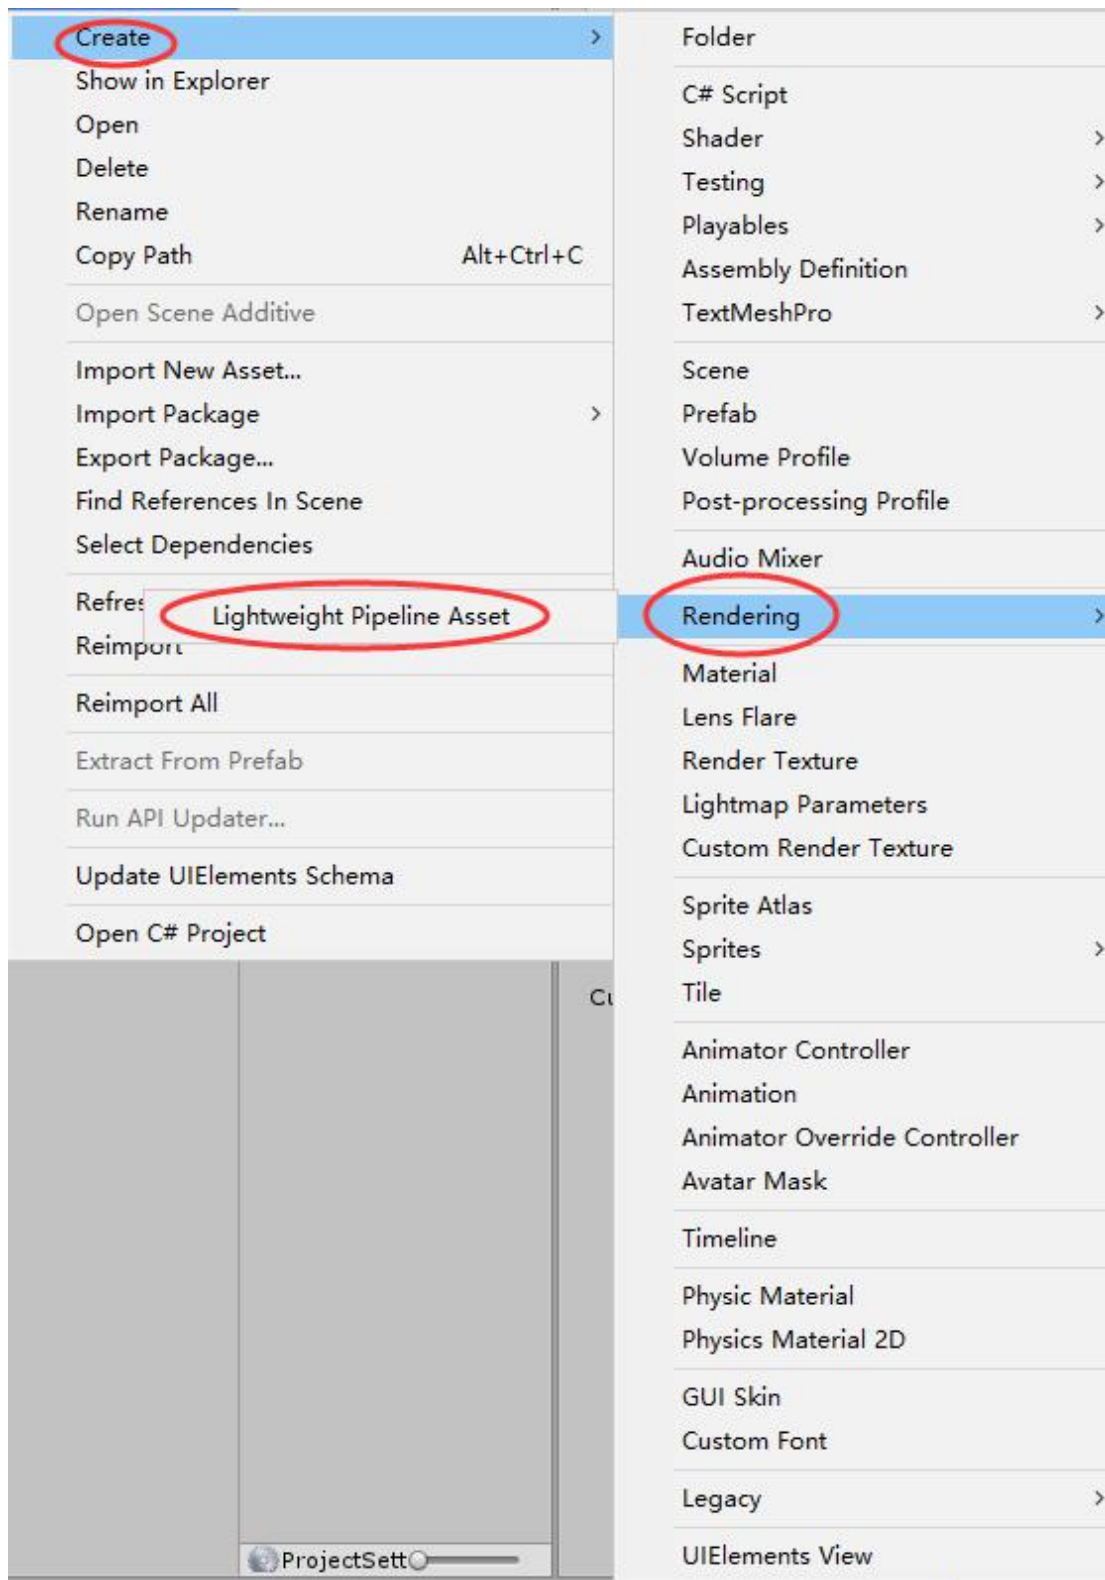 Create
Show in Explorer
Open
Delete
Rename
Copy Path Alt+Ctrl+C
Open Scene Additive
Import New Asset...
Import Package
Export Package...
Find References In Scene
Select Dependencies
Refres
Lightweight Pipeline Asset
Reimport
Reimport All
Extract From Prefab
Run API Updater...
Update UIElements Schema
Open C# Project
ProjectSett
Cu
Folder
C# Script
Shader
Testing
Playables
Assembly Definition
TextMeshPro
Scene
Prefab
Volume Profile
Post-processing Profile
Audio Mixer
Rendering
Material
Lens Flare
Render Texture
Lightmap Parameters
Custom Render Texture
Sprite Atlas
Sprites
Tile
Animator Controller
Animation
Animator Override Controller
Avatar Mask
Timeline
Physic Material
Physics Material 2D
GUI Skin
Custom Font
Legacy
UIElements View